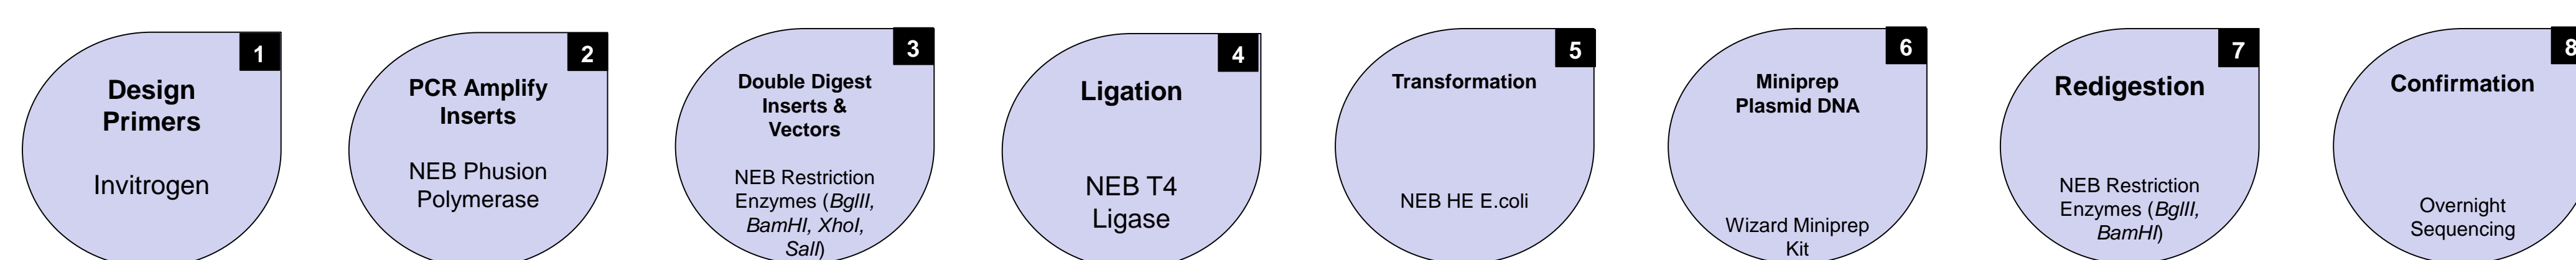 1
Design
Primers
Invitrogen
2
PCR Amplify
Inserts
NEB Phusion
Polymerase
3
Double Digest
Inserts &
Vectors
NEB Restriction
Enzymes (BglII,
BamHI, XhoI,
SalI)
4
Ligation
NEB T4
Ligase
5
Transformation
NEB HE E.coli
6
Miniprep
Plasmid DNA
Wizard Miniprep
Kit
7
Redigestion
NEB Restriction
Enzymes (BglII,
BamHI)
8
Confirmation
Overnight
Sequencing